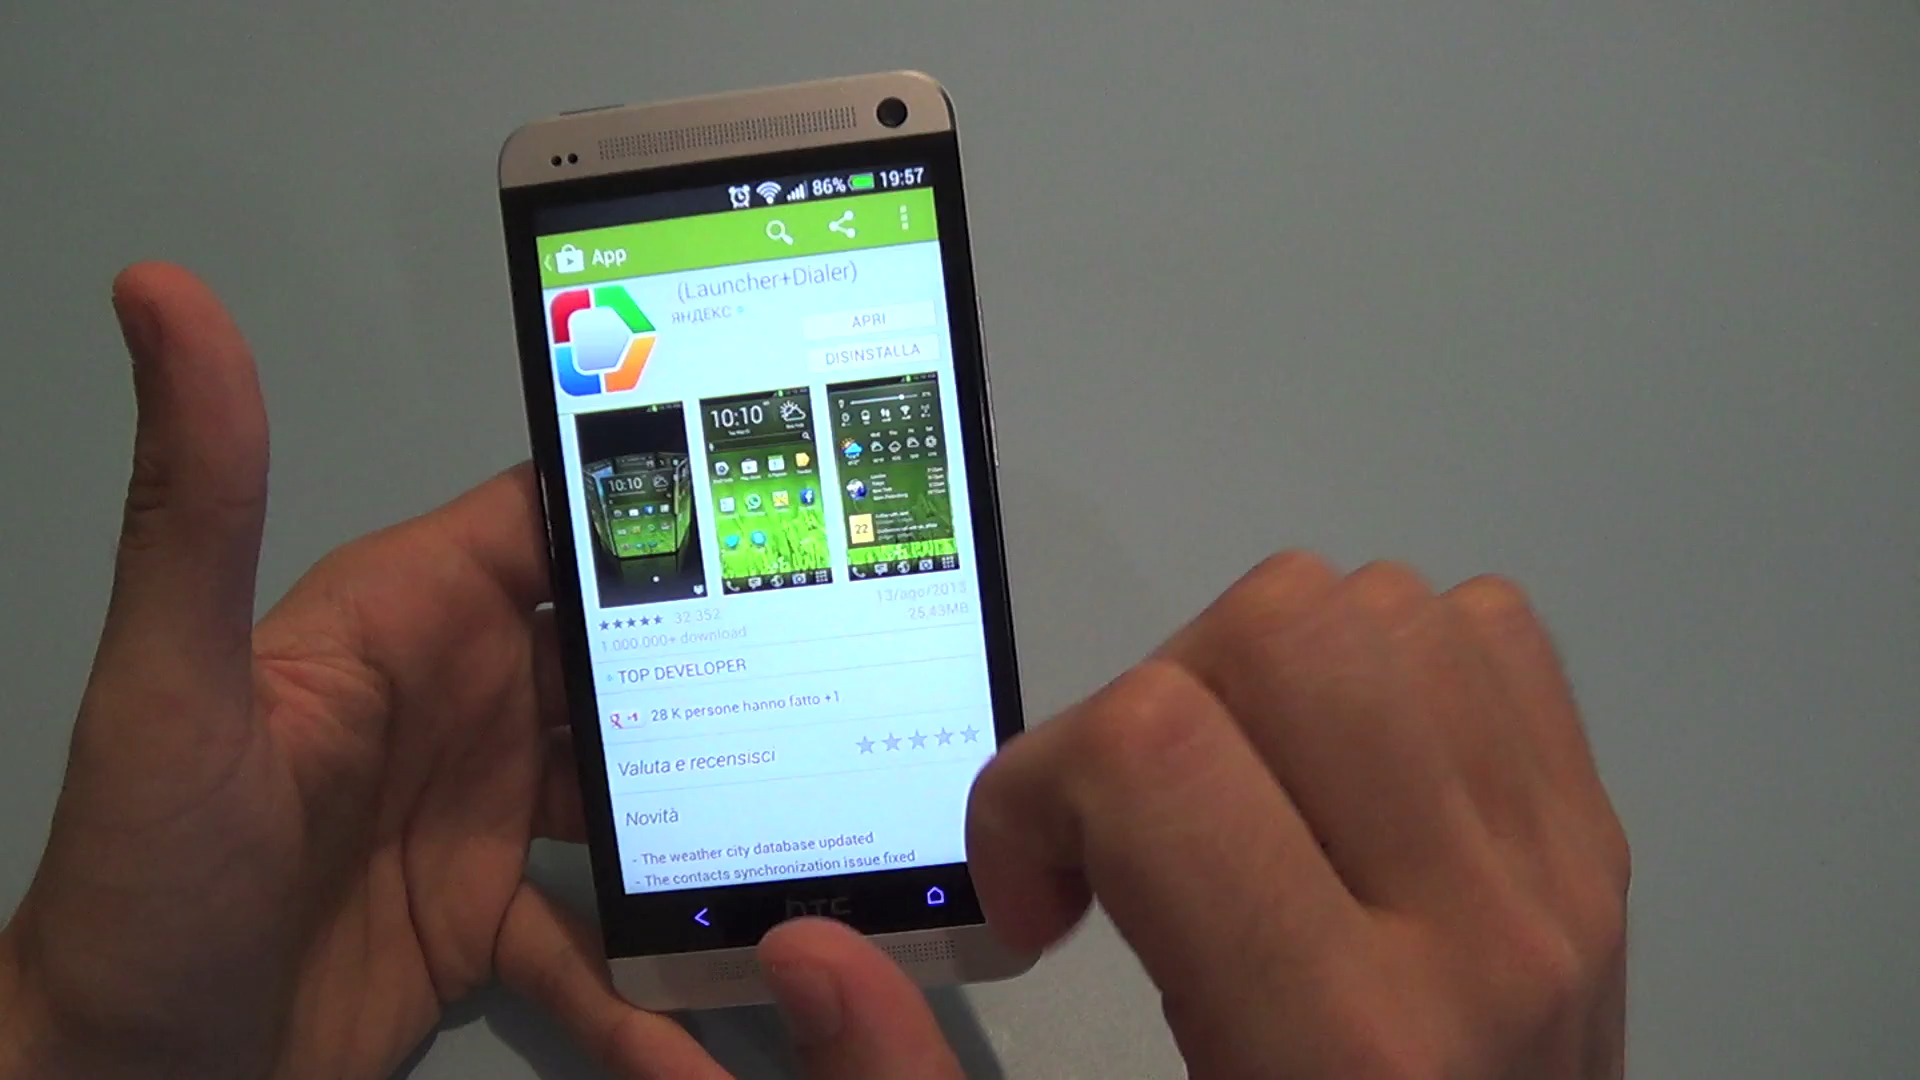 86% 19:57
App
(Launcher+Dialer)
ЯНДЕКС
APRI
DISINSTALLA
10:10
10:10
22
32.352
13/ago/2013
1.000.000+ download
25,43MB
TOP DEVELOPER
28 K persone hanno fatto +1
Valuta e recensisci
Novità
- The weather city database updated
- The contacts synchronization issue fixed
hTC